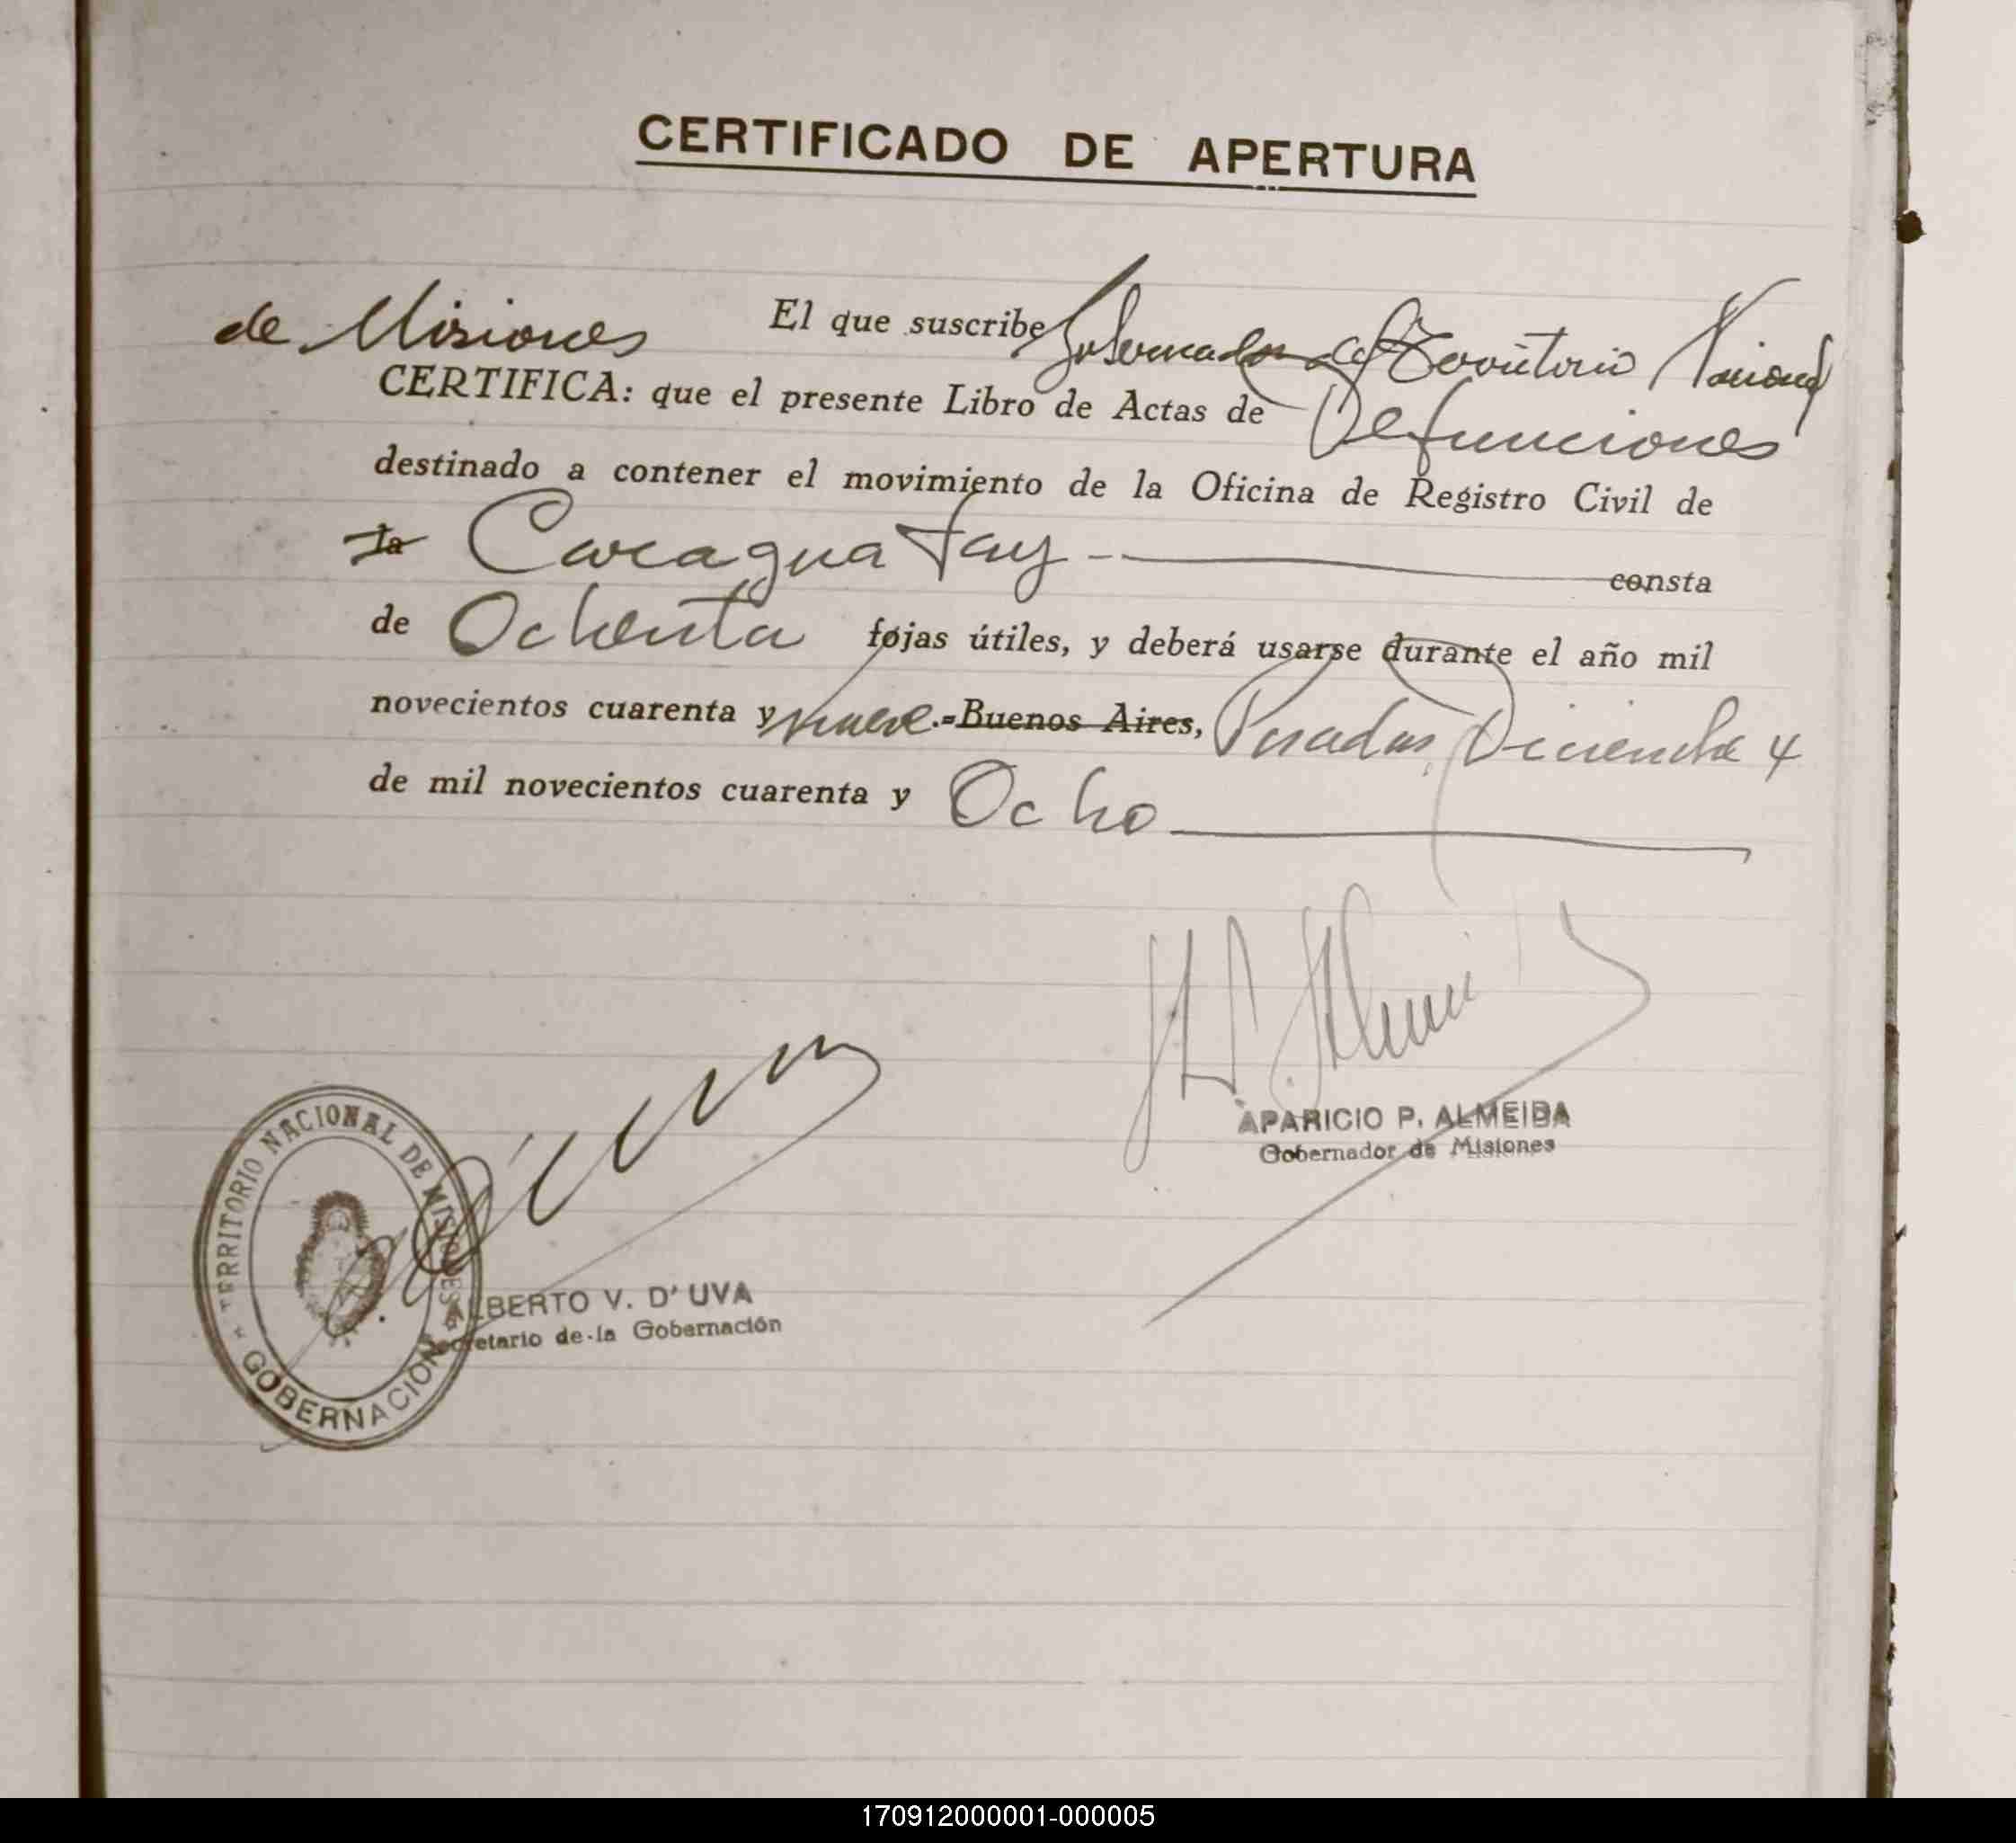 CERTIFICADO DE APERTURA
El que suscribe Gobernador del Territorio Nacional
de Misiones
CERTIFICA: que el presente Libro de Actas de Defunciones
destinado a contener el movimiento de la Oficina de Registro Civil de
la Caraguatay consta
de Ochenta fojas útiles, y deberá usarse durante el año mil
novecientos cuarenta y nueve.=Buenos Aires, Posadas, Diciembre 4
de mil novecientos cuarenta y Ocho
APARICIO P. ALMEIDA
Gobernador de Misiones
TERRITORIO NACIONAL DE MISIONES
GOBERNACIÓN
ALBERTO V. D'UVA
Secretario de la Gobernación
170912000001-000005